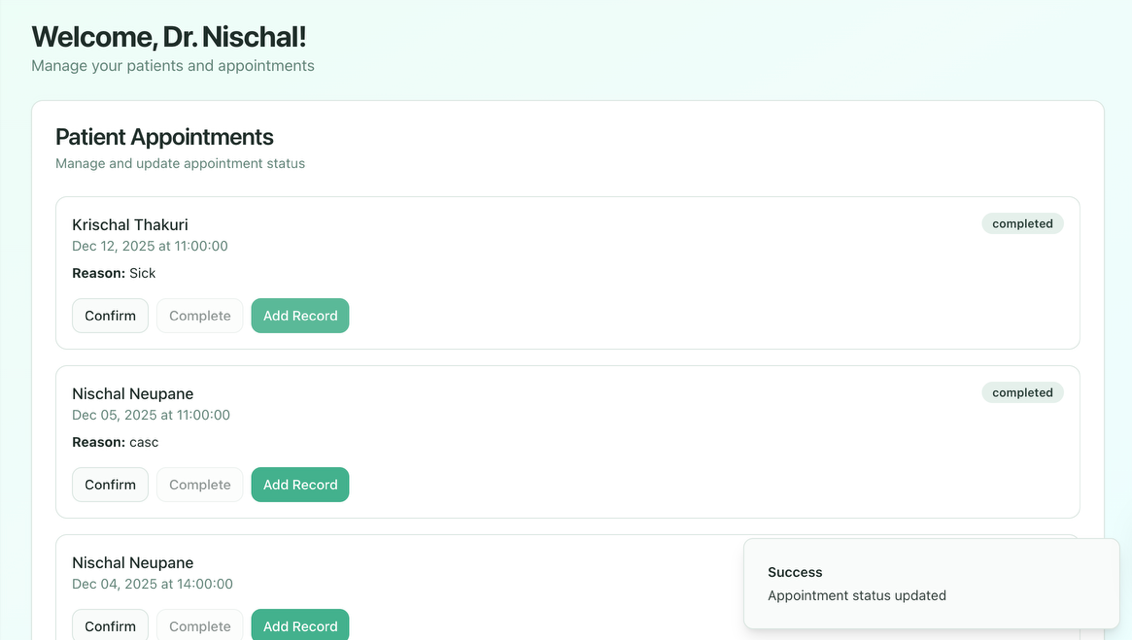 Welcome, Dr. Nischal!
Manage your patients and appointments
Patient Appointments
Manage and update appointment status
Krischal Thakuri
completed
Dec 12, 2025 at 11:00:00
Reason: Sick
Confirm Complete Add Record
Nischal Neupane
completed
Dec 05, 2025 at 11:00:00
Reason: casc
Confirm Complete Add Record
Nischal Neupane
Dec 04, 2025 at 14:00:00
Confirm Complete Add Record
Success
Appointment status updated